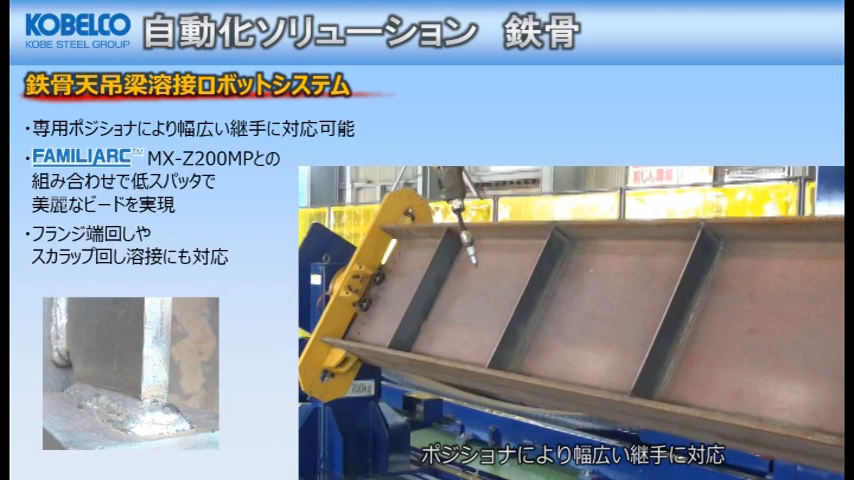 KOBELCO
KOBE STEEL GROUP
自動化ソリューション 鉄骨
鉄骨天吊梁溶接ロボットシステム
・専用ポジショナにより幅広い継手に対応可能
・FAMILIARC™ MX-Z200MPとの
組み合わせで低スパッタで
美麗なビードを実現
・フランジ端回しや
スカラップ回し溶接にも対応
700kg
ポジショナにより幅広い継手に対応